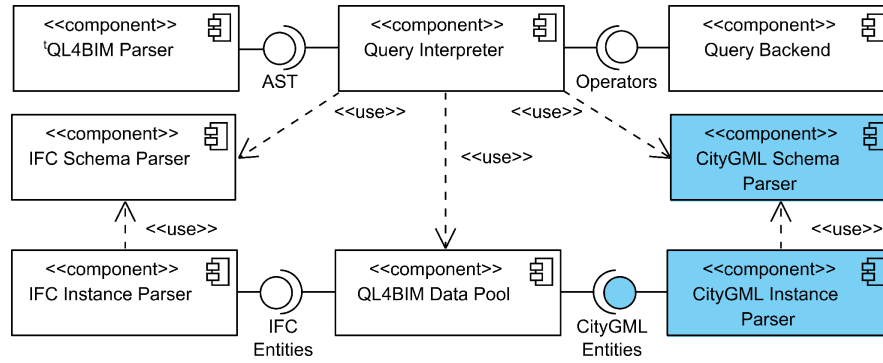 <<component>>
ᵗQL4BIM Parser
AST
<<component>>
Query Interpreter
Operators
<<component>>
Query Backend
<<use>>
<<use>>
<<use>>
<<component>>
IFC Schema Parser
<<component>>
CityGML Schema
Parser
<<use>>
<<use>>
<<component>>
IFC Instance Parser
IFC
Entities
<<component>>
QL4BIM Data Pool
CityGML
Entities
<<component>>
CityGML Instance
Parser